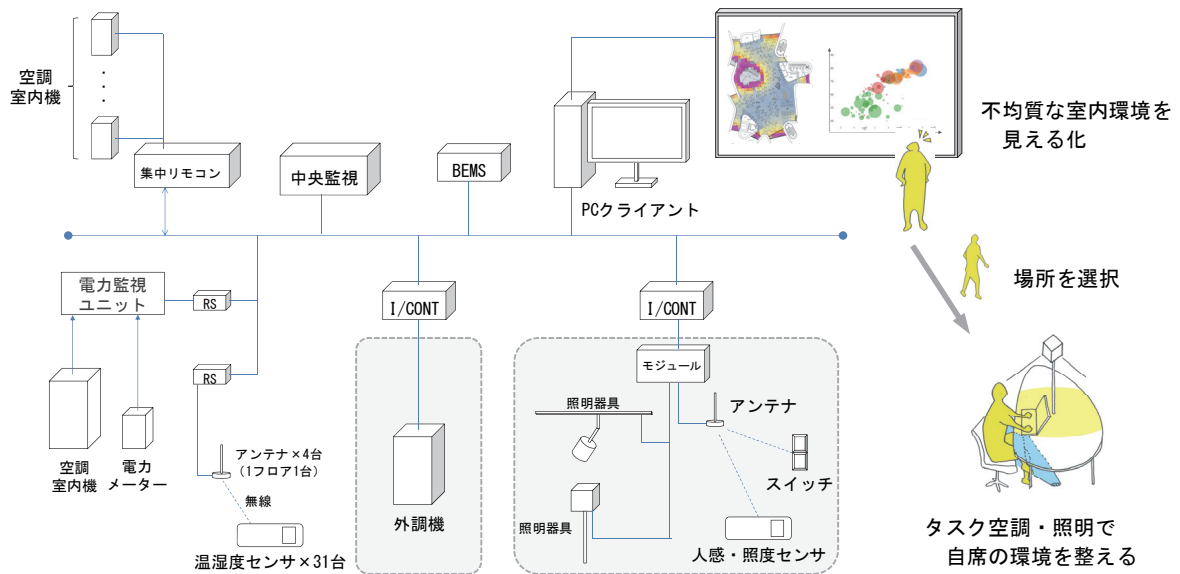 空調
室内機
集中リモコン
中央監視
BEMS
PCクライアント
不均質な室内環境を
見える化
場所を選択
タスク空調・照明で
自席の環境を整える
電力監視
ユニット
RS
RS
空調
室内機
電力
メーター
アンテナ×4台
（1フロア1台）
無線
温湿度センサ×31台
I/CONT
外調機
I/CONT
モジュール
照明器具
照明器具
アンテナ
スイッチ
人感・照度センサ